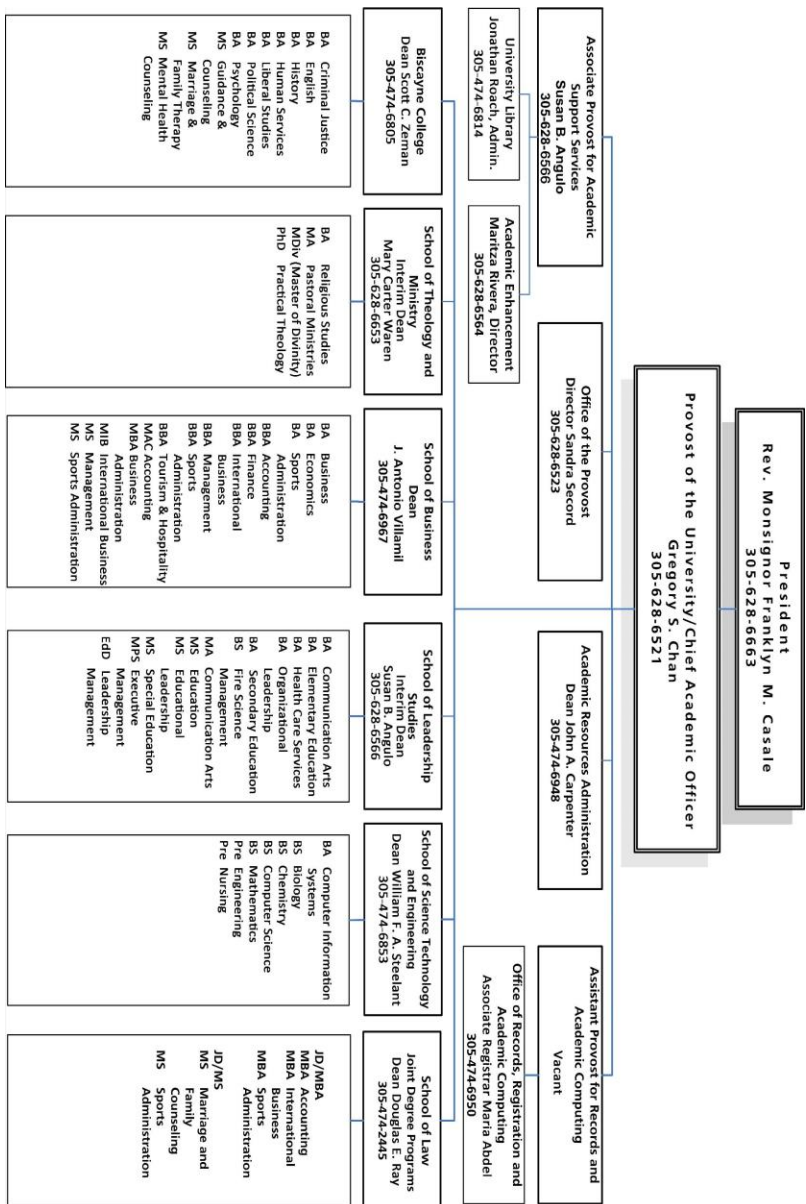 President
Rev. Monsignor Franklyn M. Casale
305-628-6663
Provost of the University/Chief Academic Officer
Gregory S. Chan
305-628-6521
Associate Provost for Academic
Support Services
Susan B. Angulo
305-628-6566
Office of the Provost
Director Sandra Secord
305-628-6523
Academic Resources Administration
Dean John A. Carpenter
305-474-6948
Assistant Provost for Records and
Academic Computing
Vacant
University Library
Jonathan Roach, Admin.
305-474-6814
Academic Enhancement
Maritza Rivera, Director
305-628-6564
Office of Records, Registration and
Academic Computing
Associate Registrar Maria Abdel
305-474-6950
Biscayne College
Dean Scott C. Zeman
305-474-6805
BA Criminal Justice
BA English
BA History
BA Human Services
BA Liberal Studies
BA Political Science
BA Psychology
MS Guidance &
Counseling
MS Marriage &
Family Therapy
MS Mental Health
Counseling
School of Theology and
Ministry
Interim Dean
Mary Carter Waren
305-628-6653
BA Religious Studies
MA Pastoral Ministries
MDiv (Master of Divinity)
PhD Practical Theology
School of Business
Dean
J. Antonio Villamil
305-474-6967
BA Business
BA Economics
BA Sports
Administration
BBA Accounting
BBA Finance
BBA International
Business
BBA Management
BBA Sports
Administration
BBA Tourism & Hospitality
MAC Accounting
MBA Business
Administration
MIB International Business
MS Management
MS Sports Administration
School of Leadership
Studies
Interim Dean
Susan B. Angulo
305-628-6566
BA Communication Arts
BA Elementary Education
BA Health Care Services
BA Organizational
Leadership
BA Secondary Education
BS Fire Science
Management
MA Communication Arts
MS Education
MS Educational
Leadership
MS Special Education
MPS Executive
Management
EdD Leadership
Management
School of Science Technology
and Engineering
Dean William F. A. Steelant
305-474-6853
BA Computer Information
Systems
BS Biology
BS Chemistry
BS Computer Science
BS Mathematics
Pre Engineering
Pre Nursing
School of Law
Joint Degree Programs
Dean Douglas E. Ray
305-474-2445
JD/MBA
MBA Accounting
MBA International
Business
MBA Sports
Administration
JD/MS
MS Marriage and
Family
Counseling
MS Sports
Administration